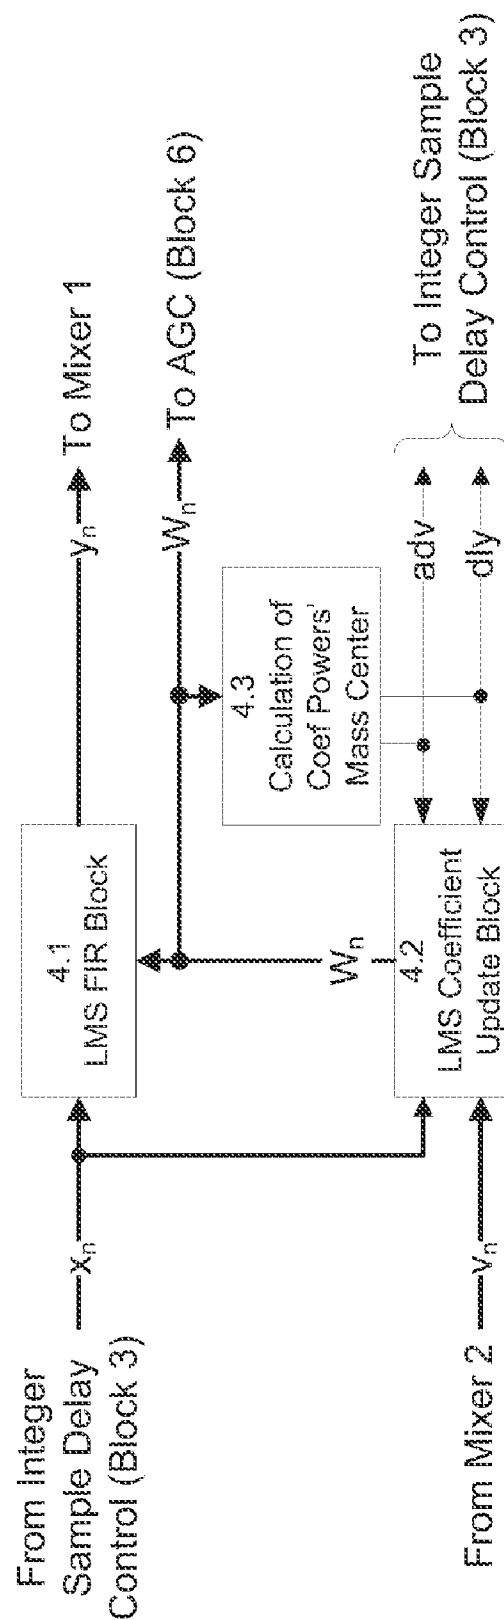 From Integer
Sample Delay
Control (Block 3)
xₙ
4.1
LMS FIR Block
yₙ
To Mixer 1
Wₙ
To AGC (Block 6)
Wₙ
4.3
Calculation of
Coef Powers'
Mass Center
From Mixer 2
vₙ
4.2
LMS Coefficient
Update Block
adv
dly
To Integer Sample
Delay Control (Block 3)